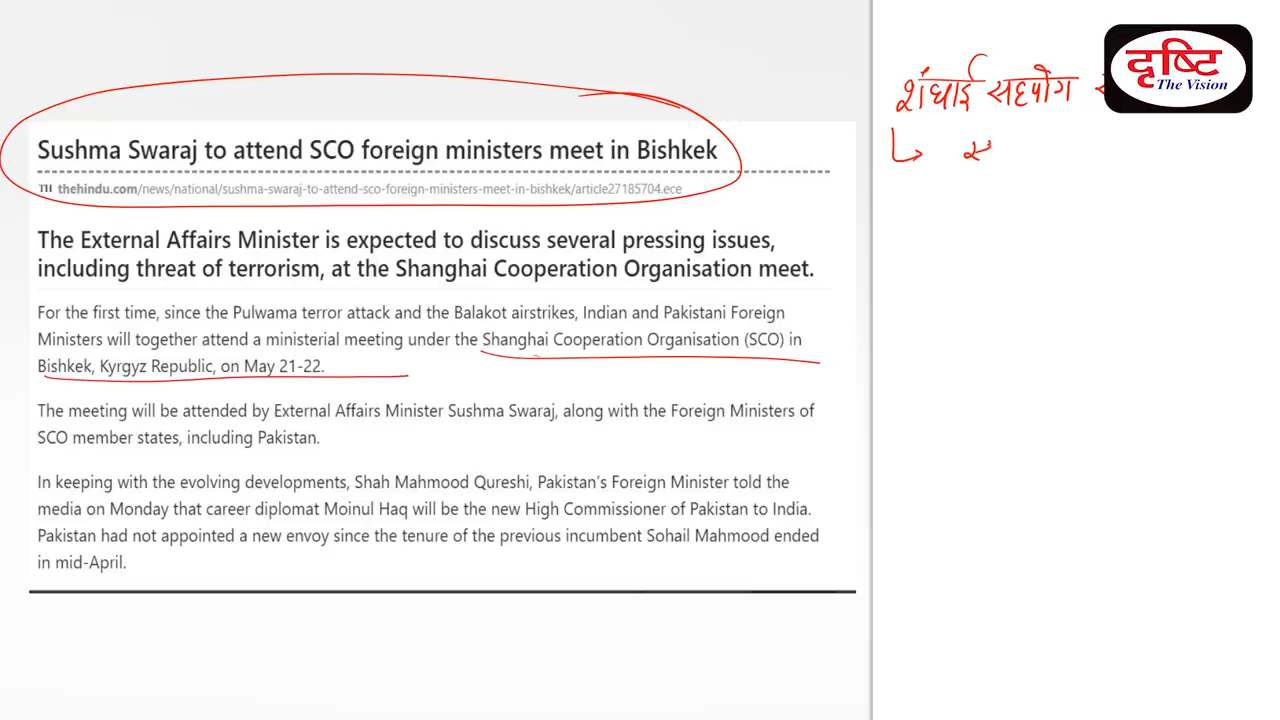 Sushma Swaraj to attend SCO foreign ministers meet in Bishkek
TH thehindu.com/news/national/sushma-swaraj-to-attend-sco-foreign-ministers-meet-in-bishkek/article27185704.ece
The External Affairs Minister is expected to discuss several pressing issues,
including threat of terrorism, at the Shanghai Cooperation Organisation meet.
For the first time, since the Pulwama terror attack and the Balakot airstrikes, Indian and Pakistani Foreign
Ministers will together attend a ministerial meeting under the Shanghai Cooperation Organisation (SCO) in
Bishkek, Kyrgyz Republic, on May 21-22.
The meeting will be attended by External Affairs Minister Sushma Swaraj, along with the Foreign Ministers of
SCO member states, including Pakistan.
In keeping with the evolving developments, Shah Mahmood Qureshi, Pakistan's Foreign Minister told the
media on Monday that career diplomat Moinul Haq will be the new High Commissioner of Pakistan to India.
Pakistan had not appointed a new envoy since the tenure of the previous incumbent Sohail Mahmood ended
in mid-April.
शंघाई सहयोग
दृष्टि
The Vision